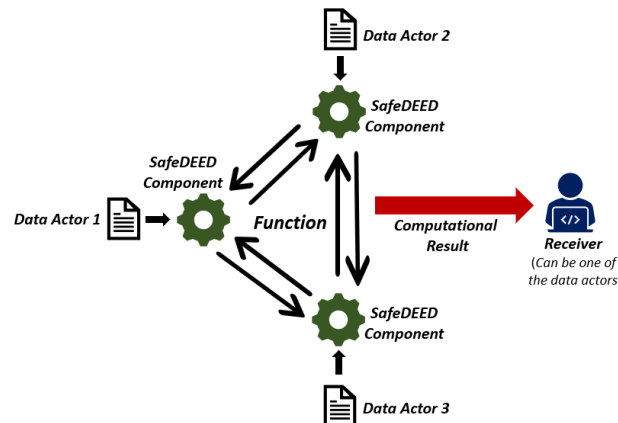 Data Actor 2
SafeDEED
Component
SafeDEED
Component
Data Actor 1
Function
Computational
Result
</>
Receiver
(Can be one of
the data actors
SafeDEED
Component
Data Actor 3